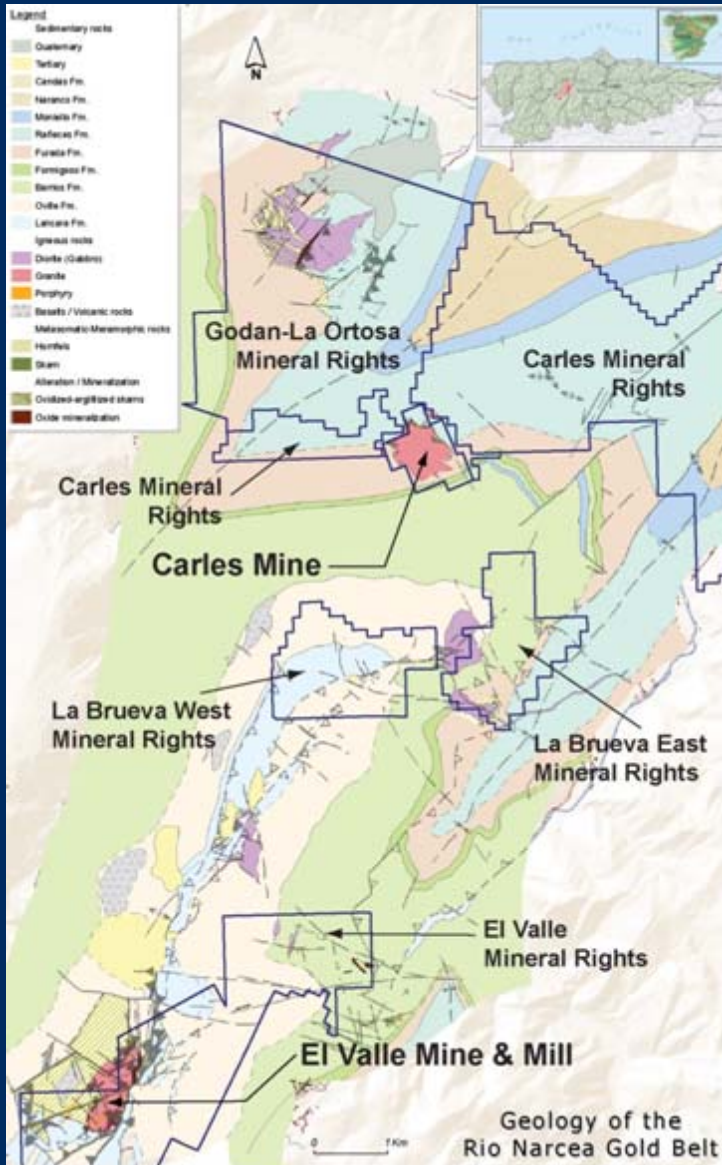 Legend
Sedimentary rocks
Quaternary
Tertiary
Candas Fm.
Naranco Fm.
Moniello Fm.
Rañeces Fm.
Furada Fm.
Formigoso Fm.
Barrios Fm.
Oville Fm.
Lancara Fm.
Igneous rocks
Diorite (Gabbro)
Granite
Porphyry
Basalts / Volcanic rocks
Metasomatic-Metamorphic rocks
Hornfels
Skarn
Alteration / Mineralization
Oxidized-argillitized skarns
Oxide mineralization
N
Godan-La Ortosa
Mineral Rights
Carles Mineral
Rights
Carles Mineral
Rights
Carles Mine
La Brueva West
Mineral Rights
La Brueva East
Mineral Rights
El Valle
Mineral Rights
El Valle Mine & Mill
0 1 Km
Geology of the
Rio Narcea Gold Belt